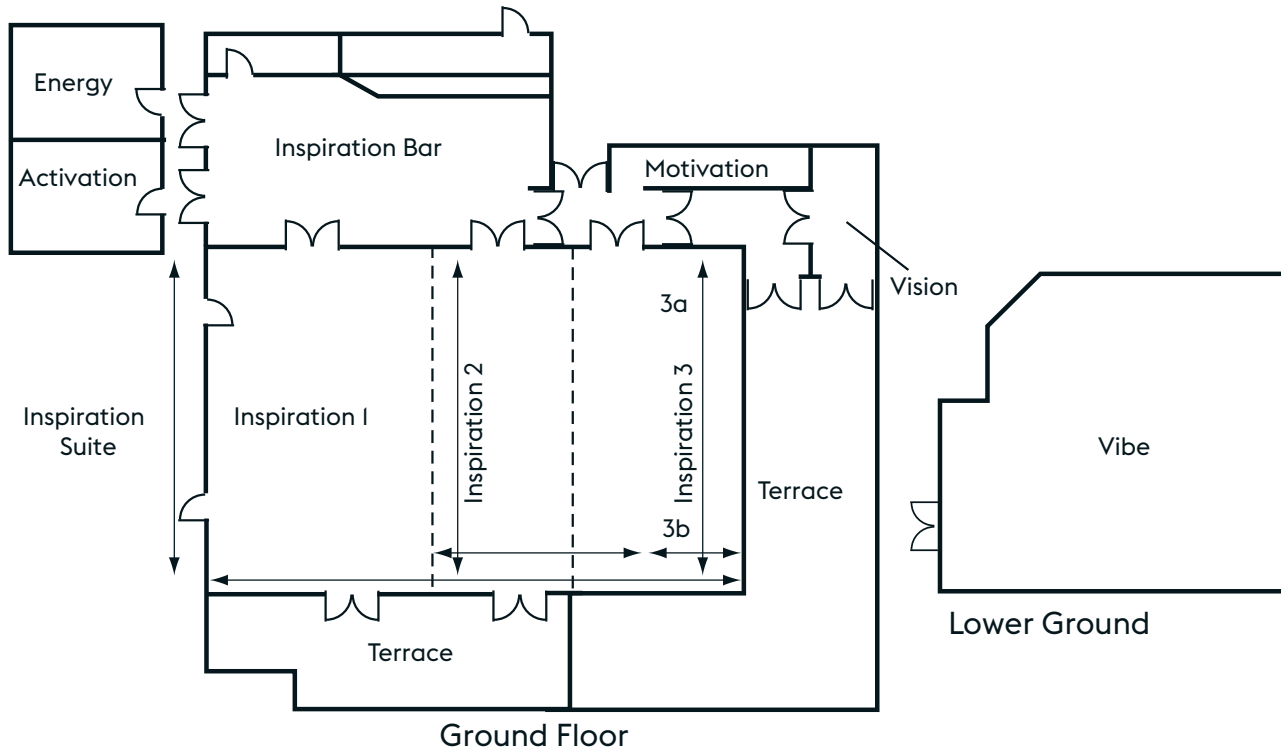 Energy
Inspiration Bar
Motivation
Activation
Vision
3a
Inspiration
Suite
Inspiration 1
Inspiration 2
Inspiration 3
Vibe
Terrace
3b
Lower Ground
Terrace
Ground Floor